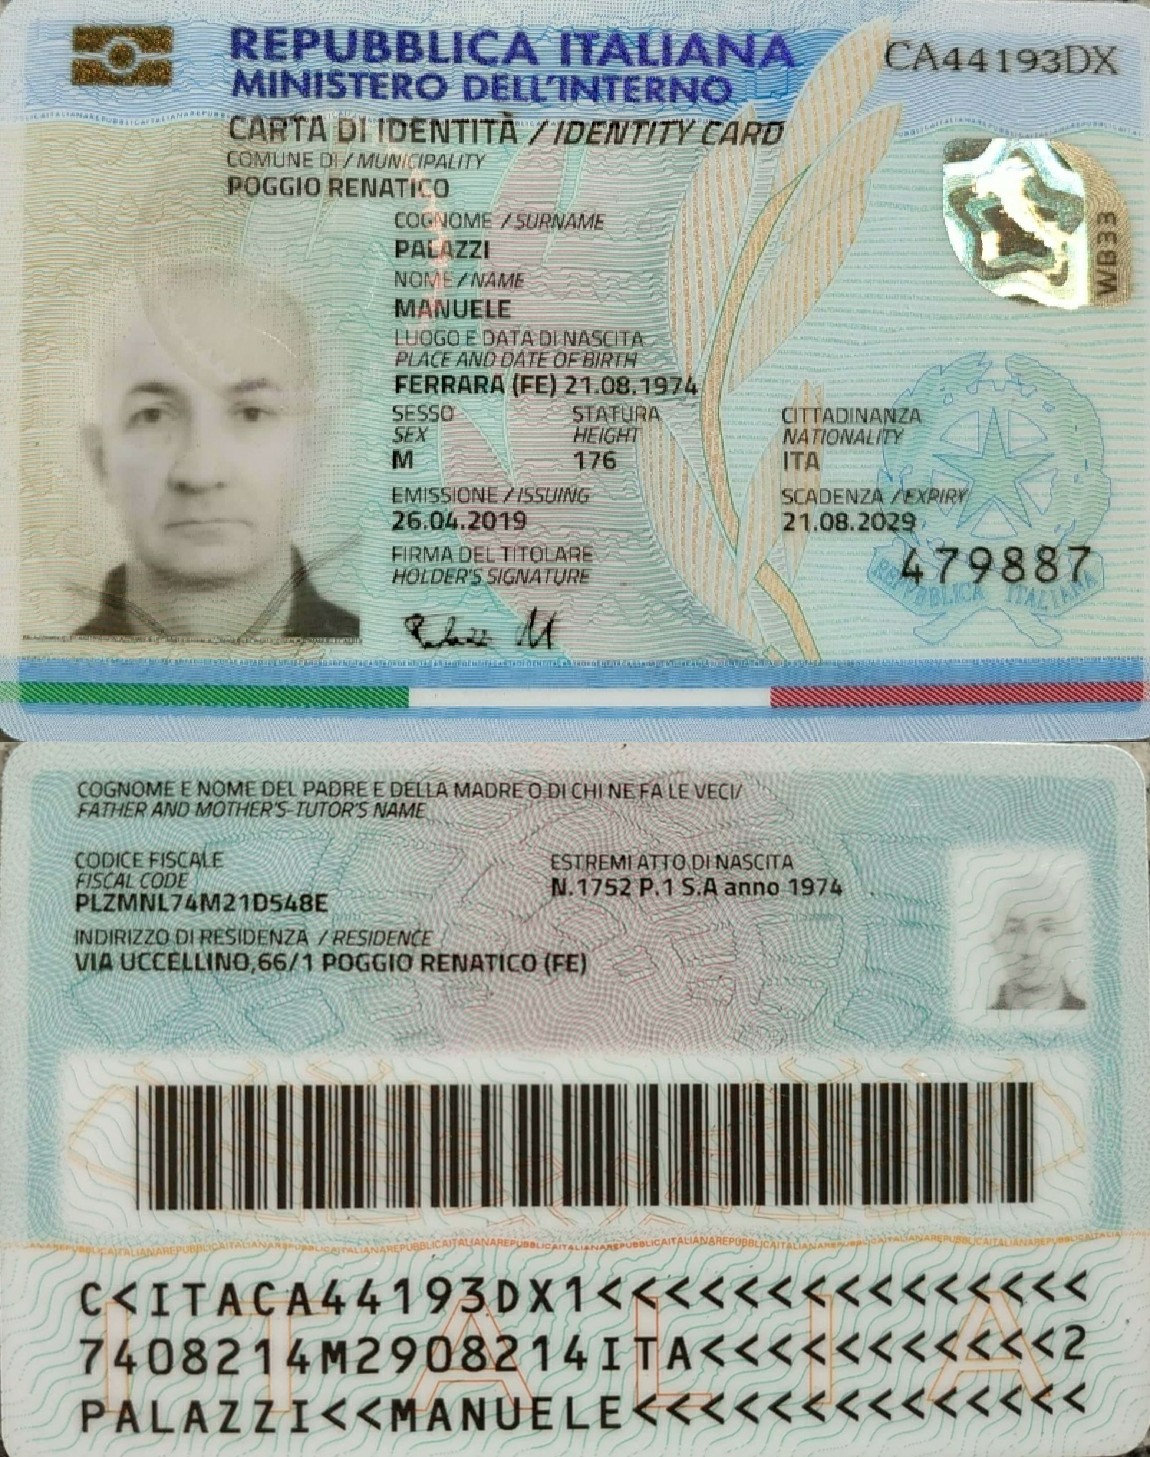 REPUBBLICA ITALIANA
MINISTERO DELL'INTERNO
CA44193DX
CARTA DI IDENTITÀ / IDENTITY CARD
COMUNE DI / MUNICIPALITY
POGGIO RENATICO
COGNOME / SURNAME
PALAZZI
NOME / NAME
MANUELE
LUOGO E DATA DI NASCITA
PLACE AND DATE OF BIRTH
FERRARA (FE) 21.08.1974
SESSO STATURA CITTADINANZA
SEX HEIGHT NATIONALITY
M 176 ITA
EMISSIONE / ISSUING SCADENZA / EXPIRY
26.04.2019 21.08.2029
FIRMA DEL TITOLARE
HOLDER'S SIGNATURE
479887
WB33
REPUBBLICA ITALIANA
COGNOME E NOME DEL PADRE E DELLA MADRE O DI CHI NE FA LE VECI/
FATHER AND MOTHER'S-TUTOR'S NAME
CODICE FISCALE ESTREMI ATTO DI NASCITA
FISCAL CODE
PLZMNL74M21D548E N.1752 P.1 S.A anno 1974
INDIRIZZO DI RESIDENZA / RESIDENCE
VIA UCCELLINO,66/1 POGGIO RENATICO (FE)
C<ITACA44193DX1<<<<<<<<<<<<<<<
7408214M2908214ITA<<<<<<<<<<<2
PALAZZI<<MANUELE<<<<<<<<<<<<<<
ITALIA